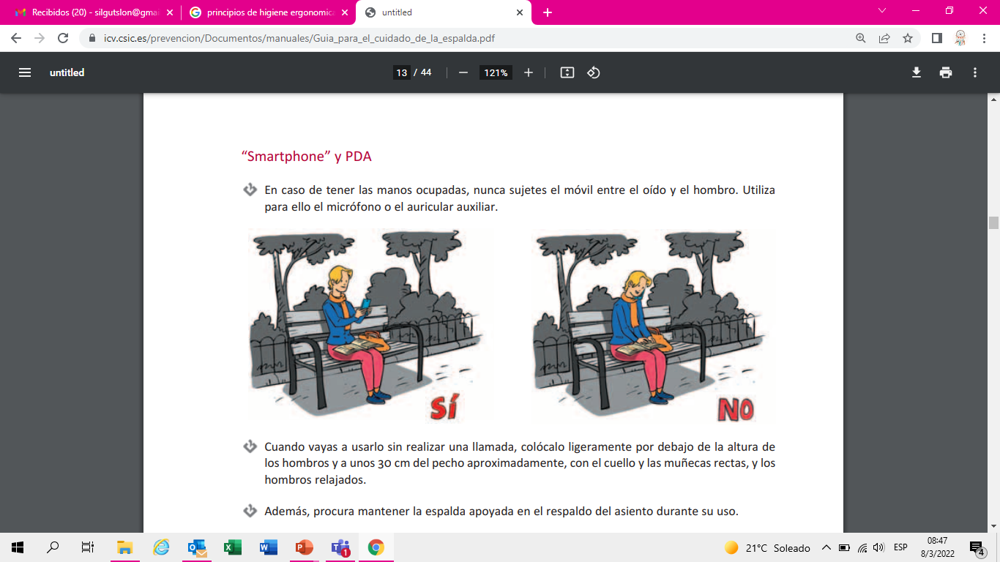 Recibidos (20) - silgutslon@gmai
principios de higiene ergonomica
untitled
icv.csic.es/prevencion/Documentos/manuales/Guia_para_el_cuidado_de_la_espalda.pdf
untitled
13 / 44
121%
“Smartphone” y PDA
En caso de tener las manos ocupadas, nunca sujetes el móvil entre el oído y el hombro. Utiliza
para ello el micrófono o el auricular auxiliar.
SÍ
NO
Cuando vayas a usarlo sin realizar una llamada, colócalo ligeramente por debajo de la altura de
los hombros y a unos 30 cm del pecho aproximadamente, con el cuello y las muñecas rectas, y los
hombros relajados.
Además, procura mantener la espalda apoyada en el respaldo del asiento durante su uso.
21°C Soleado
ESP
08:47
8/3/2022
4
1